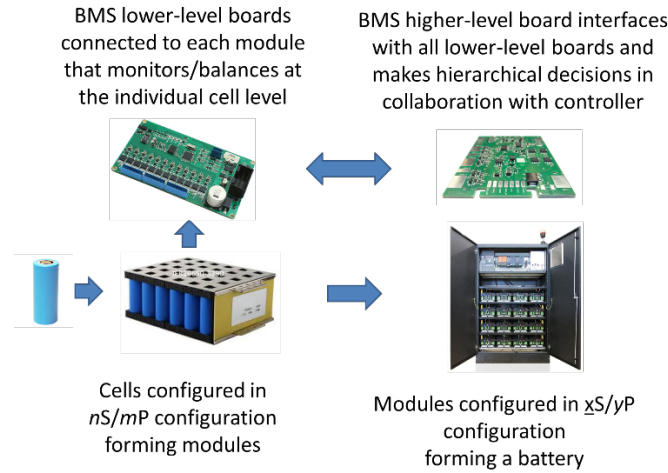 BMS lower-level boards
connected to each module
that monitors/balances at
the individual cell level
BMS higher-level board interfaces
with all lower-level boards and
makes hierarchical decisions in
collaboration with controller
Cells configured in
nS/mP configuration
forming modules
Modules configured in xS/yP
configuration
forming a battery